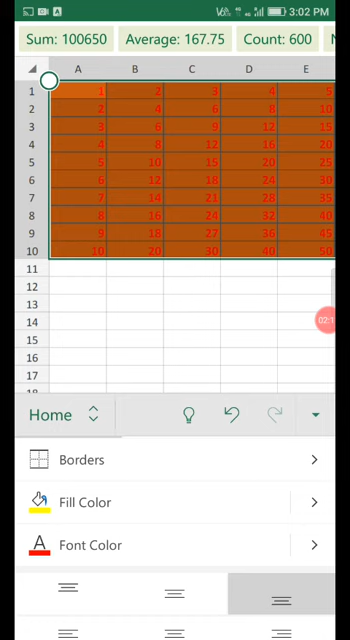 3:02 PM
Sum: 100650 Average: 167.75 Count: 600
A B C D E
1 1 2 3 4 5
2 2 4 6 8 10
3 3 6 9 12 15
4 4 8 12 16 20
5 5 10 15 20 25
6 6 12 18 24 30
7 7 14 21 28 35
8 8 16 24 32 40
9 9 18 27 36 45
10 10 20 30 40 50
11
12
13
14
15
16
17
18
Home
Borders
Fill Color
Font Color